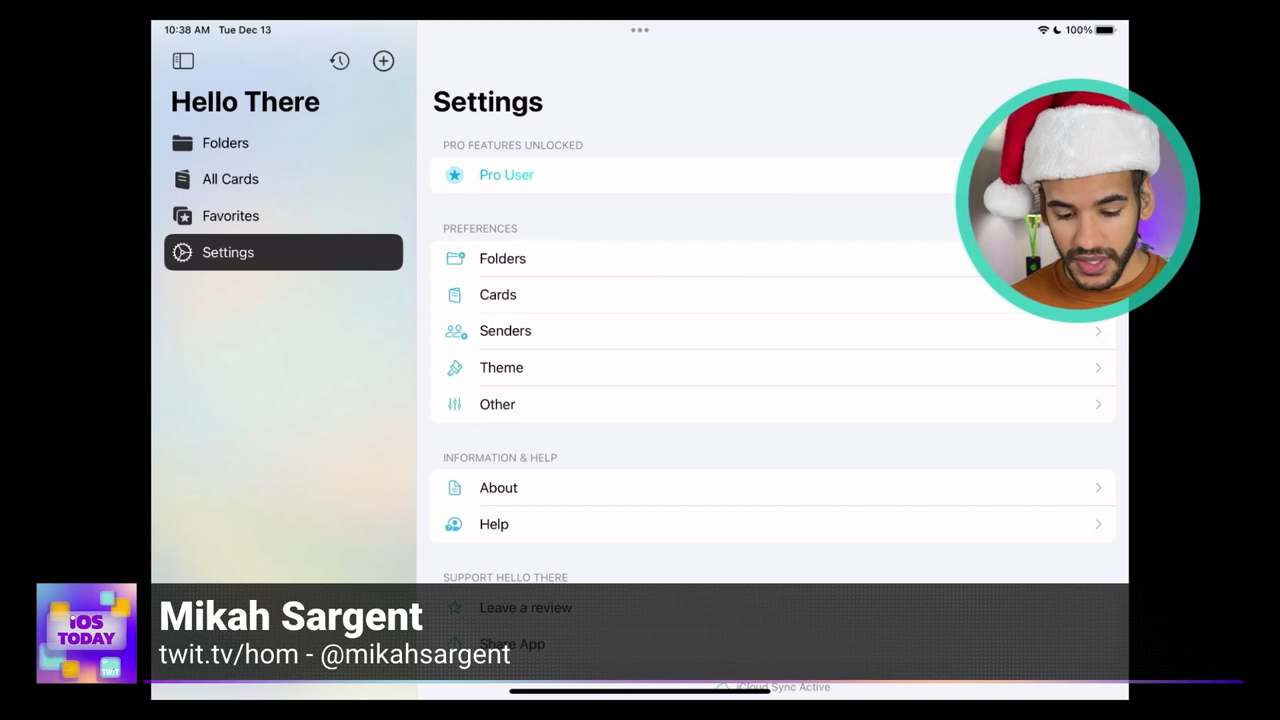 10:38 AM Tue Dec 13
100%
Hello There
Folders
All Cards
Favorites
Settings
Settings
PRO FEATURES UNLOCKED
Pro User
PREFERENCES
Folders
Cards
Senders
Theme
Other
INFORMATION & HELP
About
Help
SUPPORT HELLO THERE
Leave a review
Share App
iCloud Sync Active
iOS
TODAY
TWiT
Mikah Sargent
twit.tv/hom - @mikahsargent